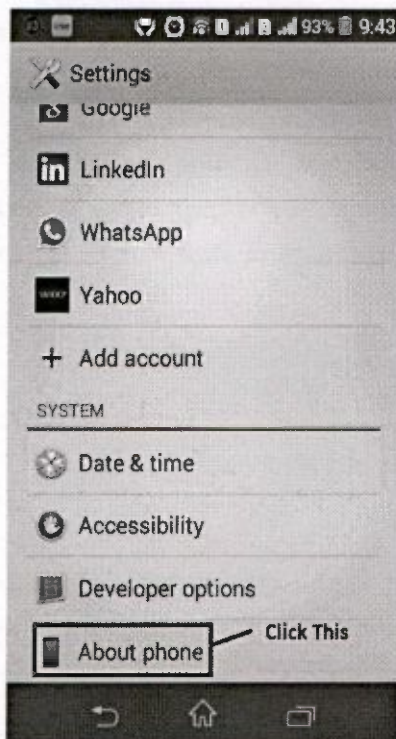 93% 9:43
Settings
Google
LinkedIn
WhatsApp
Yahoo
Add account
SYSTEM
Date & time
Accessibility
Developer options
About phone
Click This